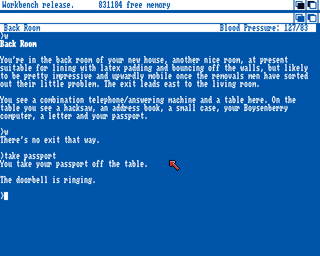 Workbench release. 831104 free memory
Back Room Blood Pressure: 127/83
>w
Back Room
You're in the back room of your new house, another nice room, at present
suitable for lining with latex padding and bouncing off the walls, but likely
to be pretty impressive and upwardly mobile once the removals men have sorted
out their little problem. The exit leads east to the living room.
You see a combination telephone/answering machine and a table here. On the
table you see a hacksaw, an address book, a small case, your Boysenberry
computer, a letter and your passport.
>w
There's no exit that way.
>take passport
You take your passport off the table.
The doorbell is ringing.
>